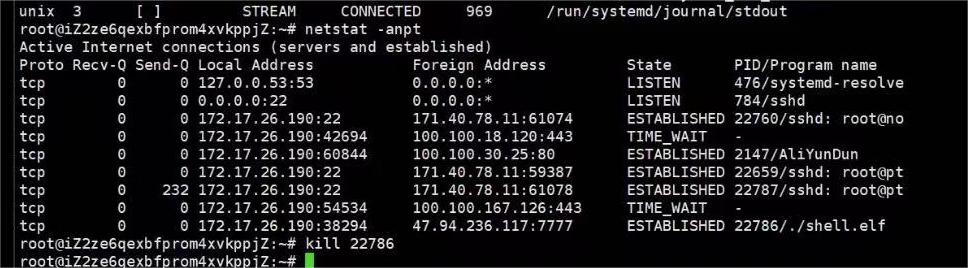 unix  3      [ ]         STREAM     CONNECTED     969      /run/systemd/journal/stdout
root@iZ2ze6qexbfprom4xvkppjZ:~# netstat -anpt
Active Internet connections (servers and established)
Proto Recv-Q Send-Q Local Address           Foreign Address         State       PID/Program name
tcp        0      0 127.0.0.53:53           0.0.0.0:*               LISTEN      476/systemd-resolve
tcp        0      0 0.0.0.0:22              0.0.0.0:*               LISTEN      784/sshd
tcp        0      0 172.17.26.190:22        171.40.78.11:61074      ESTABLISHED 22760/sshd: root@no
tcp        0      0 172.17.26.190:42694     100.100.18.120:443      TIME_WAIT   -
tcp        0      0 172.17.26.190:60844     100.100.30.25:80        ESTABLISHED 2147/AliYunDun
tcp        0      0 172.17.26.190:22        171.40.78.11:59387      ESTABLISHED 22659/sshd: root@pt
tcp        0    232 172.17.26.190:22        171.40.78.11:61078      ESTABLISHED 22787/sshd: root@pt
tcp        0      0 172.17.26.190:54534     100.100.167.126:443     TIME_WAIT   -
tcp        0      0 172.17.26.190:38294     47.94.236.117:7777      ESTABLISHED 22786/./shell.elf
root@iZ2ze6qexbfprom4xvkppjZ:~# kill 22786
root@iZ2ze6qexbfprom4xvkppjZ:~#